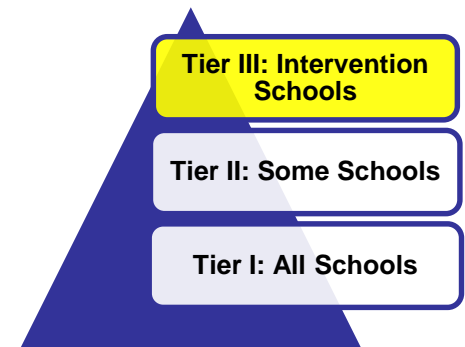 Tier III: Intervention
Schools
Tier II: Some Schools
Tier I: All Schools